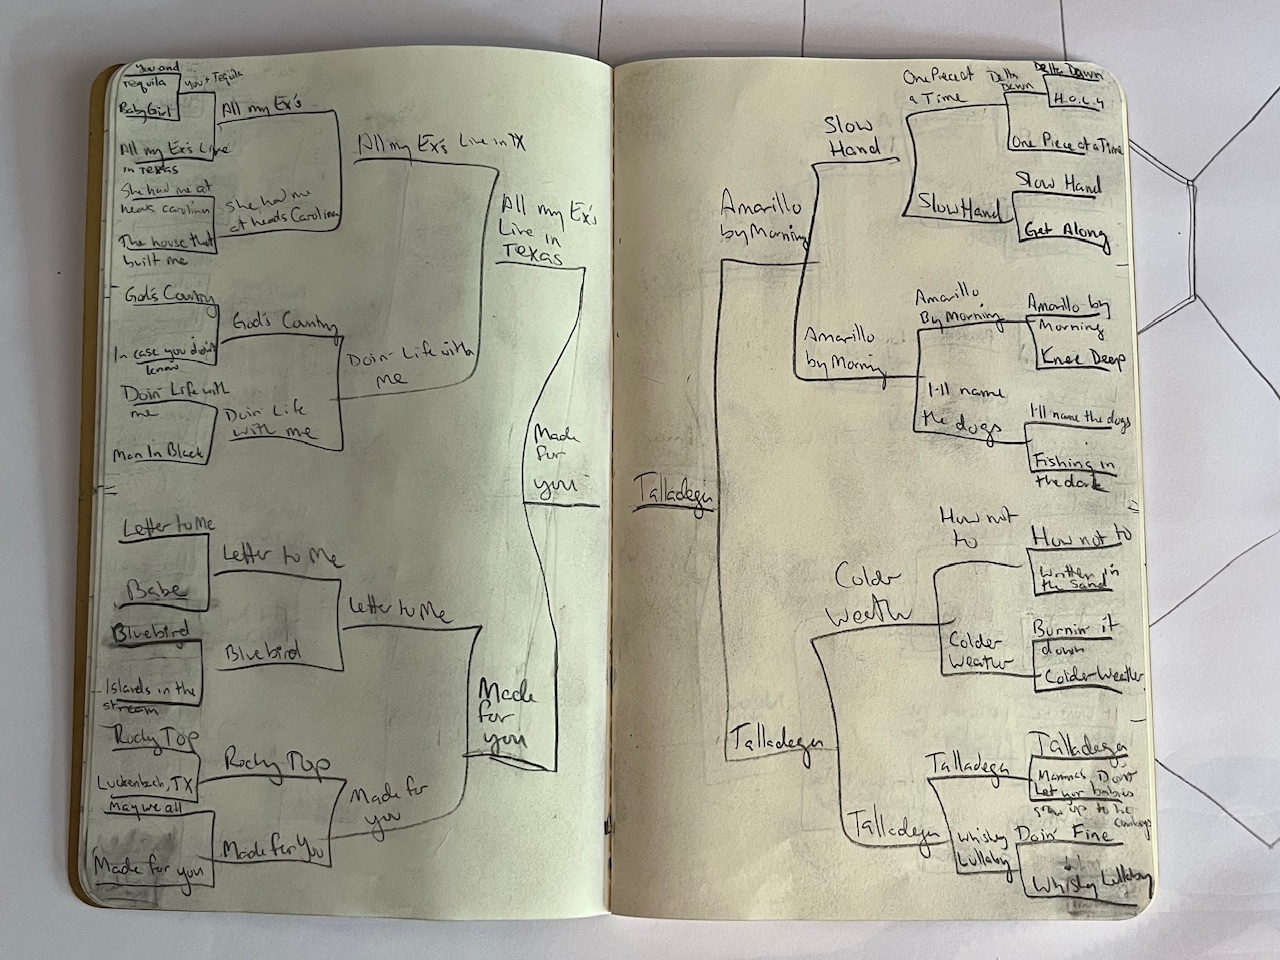 You and
Tequila
You + Tequila
Baby Girl
All my Ex's
All my Ex's Live
in Texas
She had me at
heads carolina
She had me
at heads Carolina
The house that
built me
All my Ex's Live in TX
God's Country
God's Country
In case you didn't
know
Doin' Life with
me
Doin' Life
with me
Man In Black
Doin' Life with
me
All my Ex's
Live in
Texas
Made
for
you
Letter to Me
Letter to Me
Babe
Bluebird
Bluebird
Islands in the
stream
Letter to Me
Rocky Top
Rocky Top
Luckenbach, TX
May we all
Made for You
Made for you
Made for
you
Made
for
you
One Piece at
a Time
Delta
Dawn
Delta Dawn
H.O.L.Y
One Piece at a Time
Slow
Hand
Slow Hand
Slow Hand
Get Along
Amarillo
by Morning
Amarillo
By Morning
Amarillo by
Morning
Knee Deep
Amarillo
by Morning
I'll name
the dogs
I'll name the dogs
Fishing in
the dark
Talladega
How not
to
How not to
Written in
the Sand
Colder
Weather
Colder
Weather
Burnin' it
down
Colder Weather
Talladega
Talladega
Talladega
Mammas Don't
Let your babies
grow up to be
cowboys
Talladega
Whisky
Lullaby
Doin' Fine
Whisky Lullaby